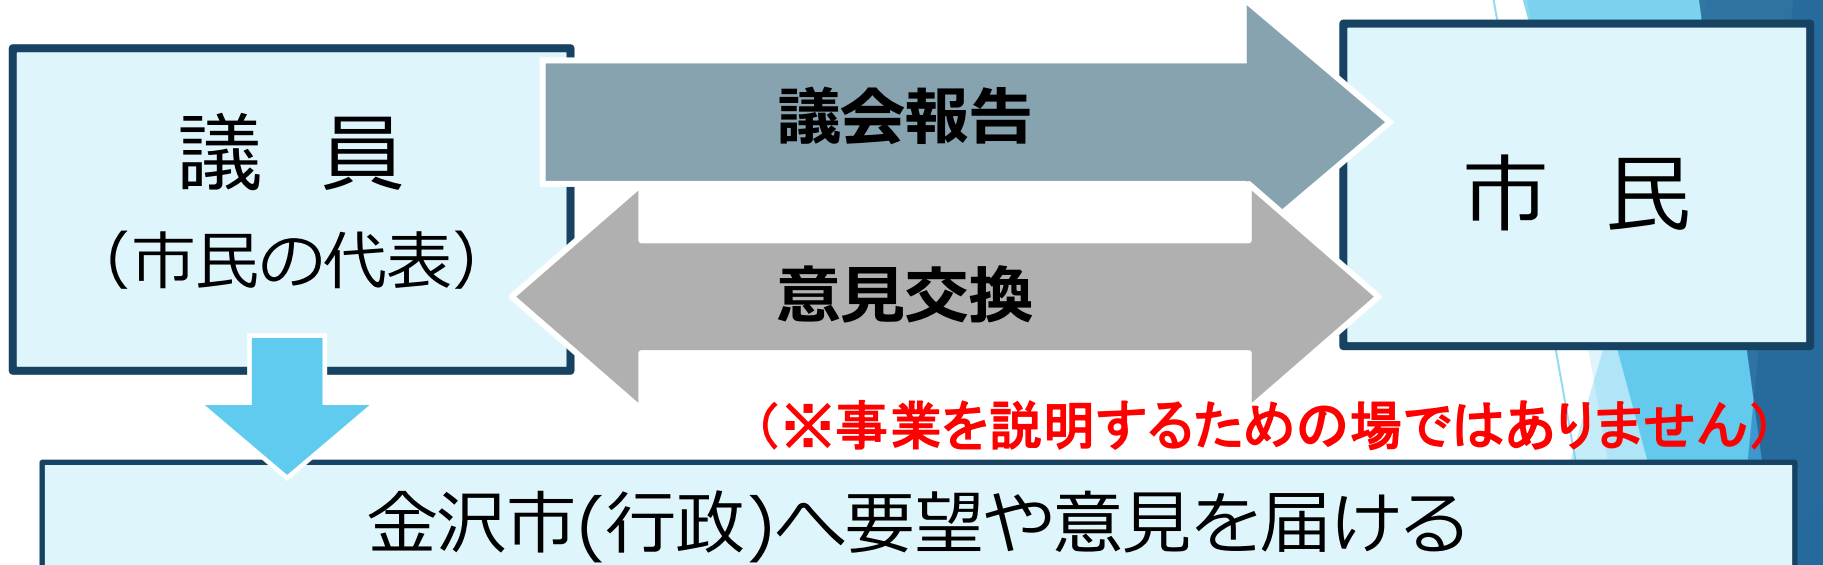 議会報告
議　員
（市民の代表）
市　民
意見交換
（※事業を説明するための場ではありません）
金沢市(行政)へ要望や意見を届ける